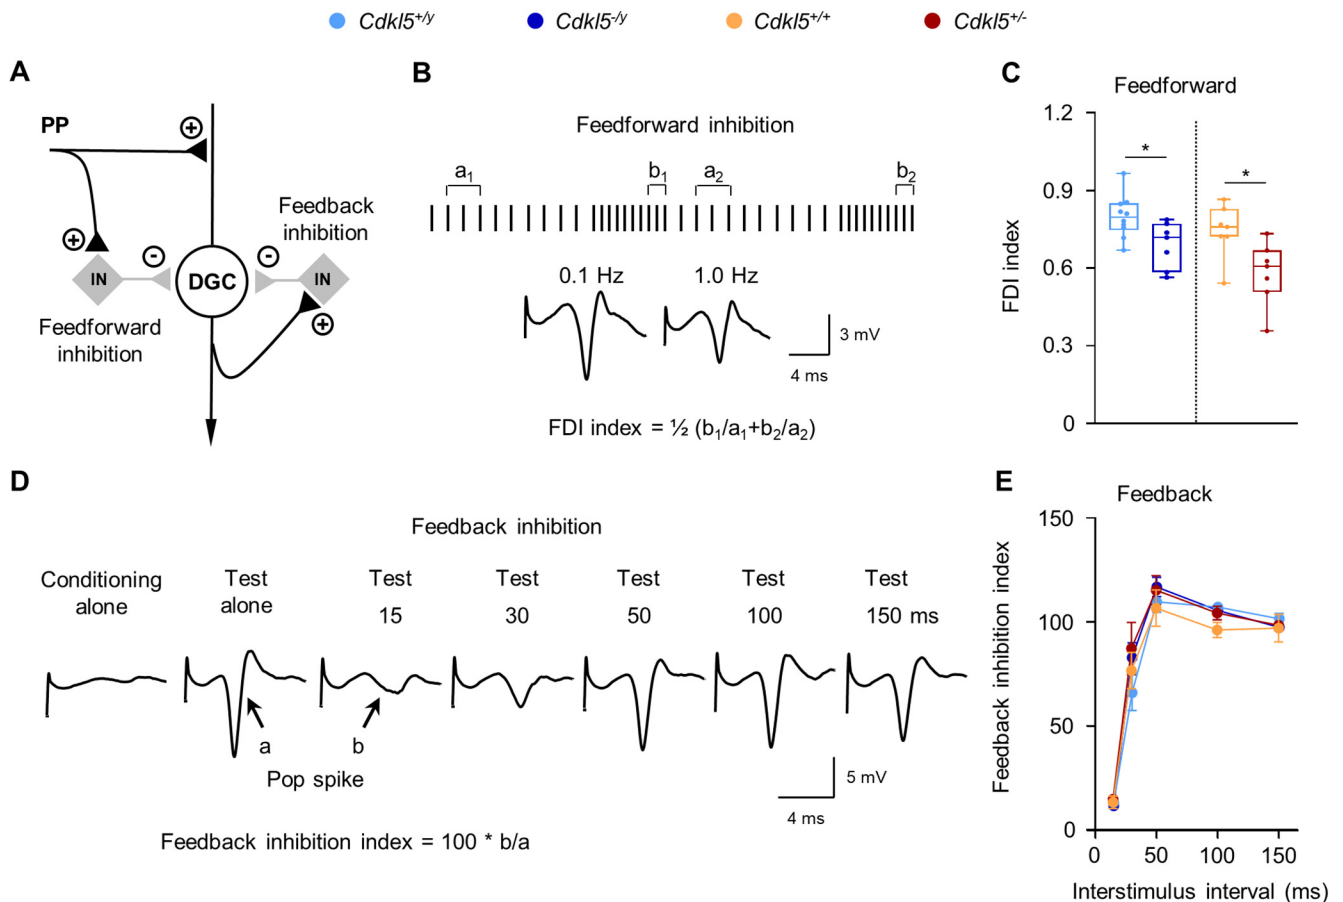 Cdkl5+/y Cdkl5-/y Cdkl5+/+ Cdkl5+/-
A
PP
+
+
-
-
+
IN
DGC
IN
Feedback
inhibition
Feedforward
inhibition
B
Feedforward inhibition
a1 b1 a2 b2
0.1 Hz 1.0 Hz
3 mV
4 ms
FDI index = ½ (b1/a1+b2/a2)
C
Feedforward
FDI index
1.2
0.9
0.6
0.3
0
*
*
D
Feedback inhibition
Conditioning
alone
Test
alone
Test
15
Test
30
Test
50
Test
100
Test
150 ms
a
b
Pop spike
5 mV
4 ms
Feedback inhibition index = 100 * b/a
E
Feedback
Feedback inhibition index
150
100
50
0
0 50 100 150
Interstimulus interval (ms)